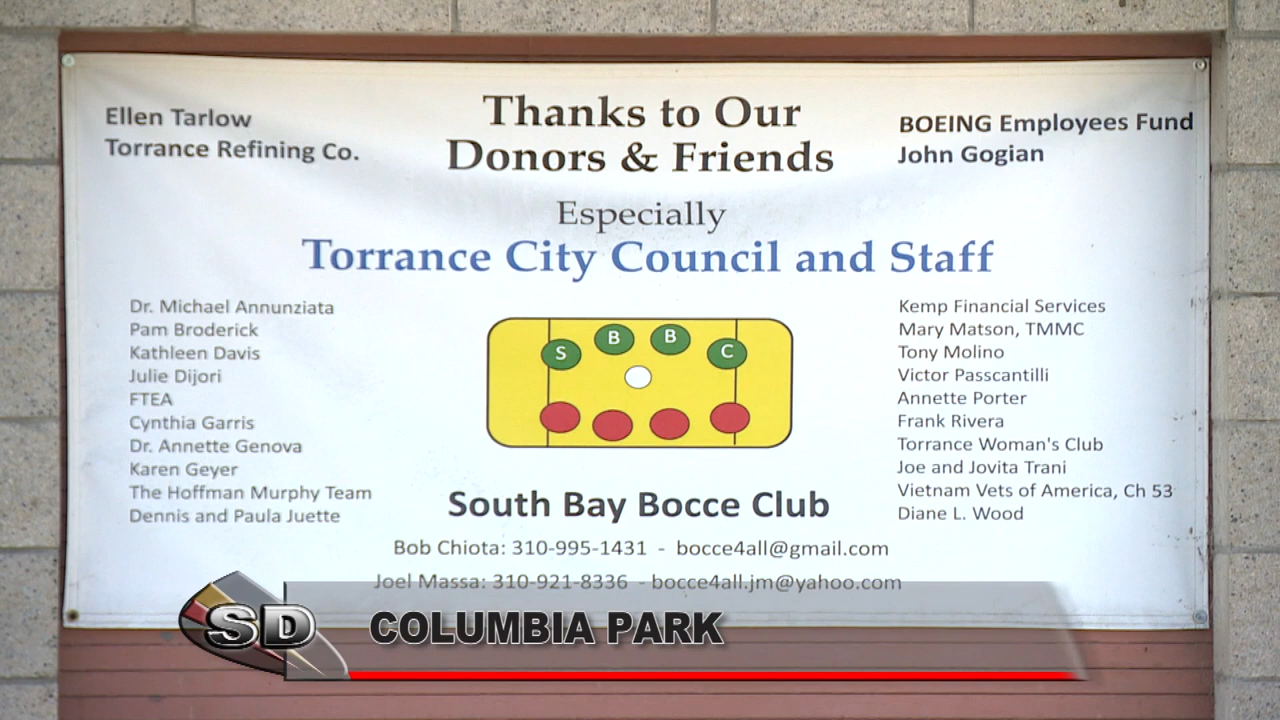 Ellen Tarlow
Torrance Refining Co.
Thanks to Our
Donors & Friends
BOEING Employees Fund
John Gogian
Especially
Torrance City Council and Staff
Dr. Michael Annunziata
Pam Broderick
Kathleen Davis
Julie Dijori
FTEA
Cynthia Garris
Dr. Annette Genova
Karen Geyer
The Hoffman Murphy Team
Dennis and Paula Juette
S B B C
Kemp Financial Services
Mary Matson, TMMC
Tony Molino
Victor Passcantilli
Annette Porter
Frank Rivera
Torrance Woman's Club
Joe and Jovita Trani
Vietnam Vets of America, Ch 53
Diane L. Wood
South Bay Bocce Club
Bob Chiota: 310-995-1431 - bocce4all@gmail.com
Joel Massa: 310-921-8336 - bocce4all.jm@yahoo.com
SD
COLUMBIA PARK